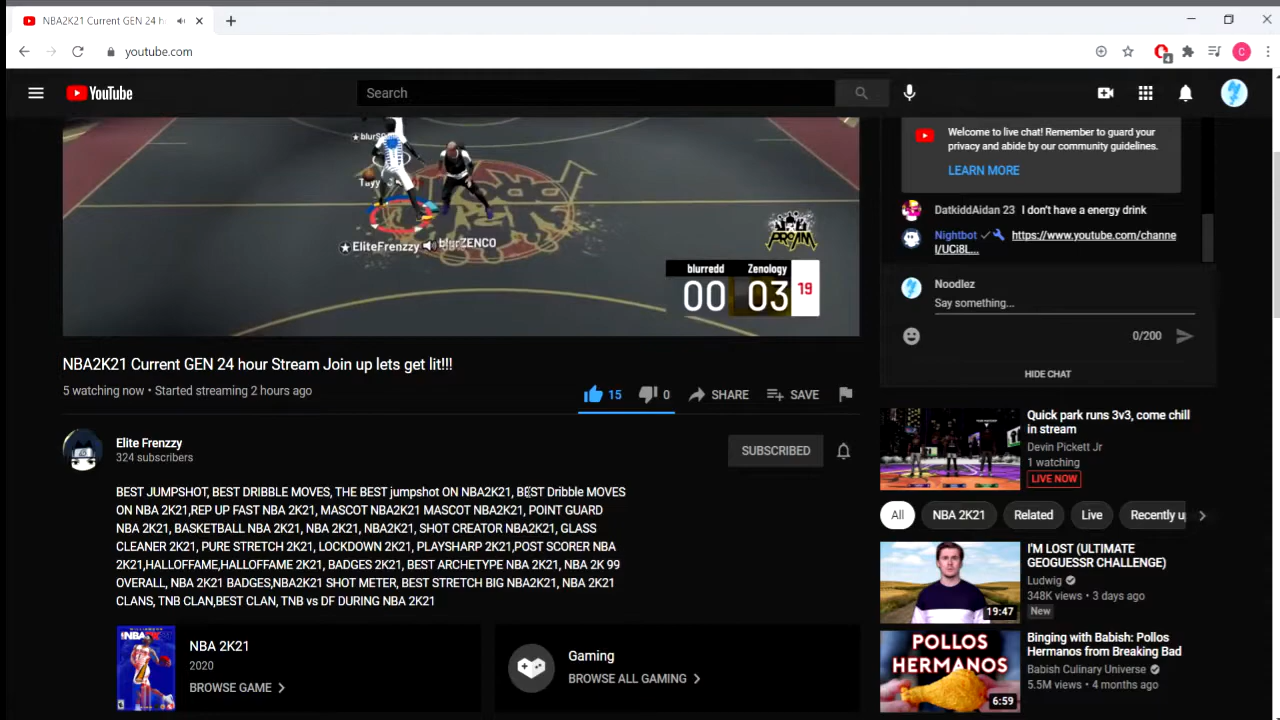 NBA2K21 Current GEN 24 h
youtube.com
4
C
YouTube
Search
blurS
Tayy
EliteFrenzzy
blurZENCO
PROAM
blurredd
Zenology
00
03
19
Welcome to live chat! Remember to guard your
privacy and abide by our community guidelines.
LEARN MORE
DatkiddAidan 23 I don't have a energy drink
Nightbot https://www.youtube.com/channe
l/UCi8L...
Noodlez
Say something...
0/200
HIDE CHAT
NBA2K21 Current GEN 24 hour Stream Join up lets get lit!!!
5 watching now • Started streaming 2 hours ago
15
0
SHARE
SAVE
Elite Frenzzy
324 subscribers
SUBSCRIBED
BEST JUMPSHOT, BEST DRIBBLE MOVES, THE BEST jumpshot ON NBA2K21, BEST Dribble MOVES
ON NBA 2K21,REP UP FAST NBA 2K21, MASCOT NBA2K21 MASCOT NBA2K21, POINT GUARD
NBA 2K21, BASKETBALL NBA 2K21, NBA 2K21, NBA2K21, SHOT CREATOR NBA2K21, GLASS
CLEANER 2K21, PURE STRETCH 2K21, LOCKDOWN 2K21, PLAYSHARP 2K21,POST SCORER NBA
2K21,HALLOFFAME,HALLOFFAME 2K21, BADGES 2K21, BEST ARCHETYPE NBA 2K21, NBA 2K 99
OVERALL, NBA 2K21 BADGES,NBA2K21 SHOT METER, BEST STRETCH BIG NBA2K21, NBA 2K21
CLANS, TNB CLAN,BEST CLAN, TNB vs DF DURING NBA 2K21
NBA 2K21
2020
BROWSE GAME
Gaming
BROWSE ALL GAMING
Quick park runs 3v3, come chill
in stream
Devin Pickett Jr
1 watching
LIVE NOW
All
NBA 2K21
Related
Live
Recently u
19:47
I'M LOST (ULTIMATE
GEOGUESSR CHALLENGE)
Ludwig
348K views • 3 days ago
New
POLLOS
HERMANOS
6:59
Binging with Babish: Pollos
Hermanos from Breaking Bad
Babish Culinary Universe
5.5M views • 4 months ago